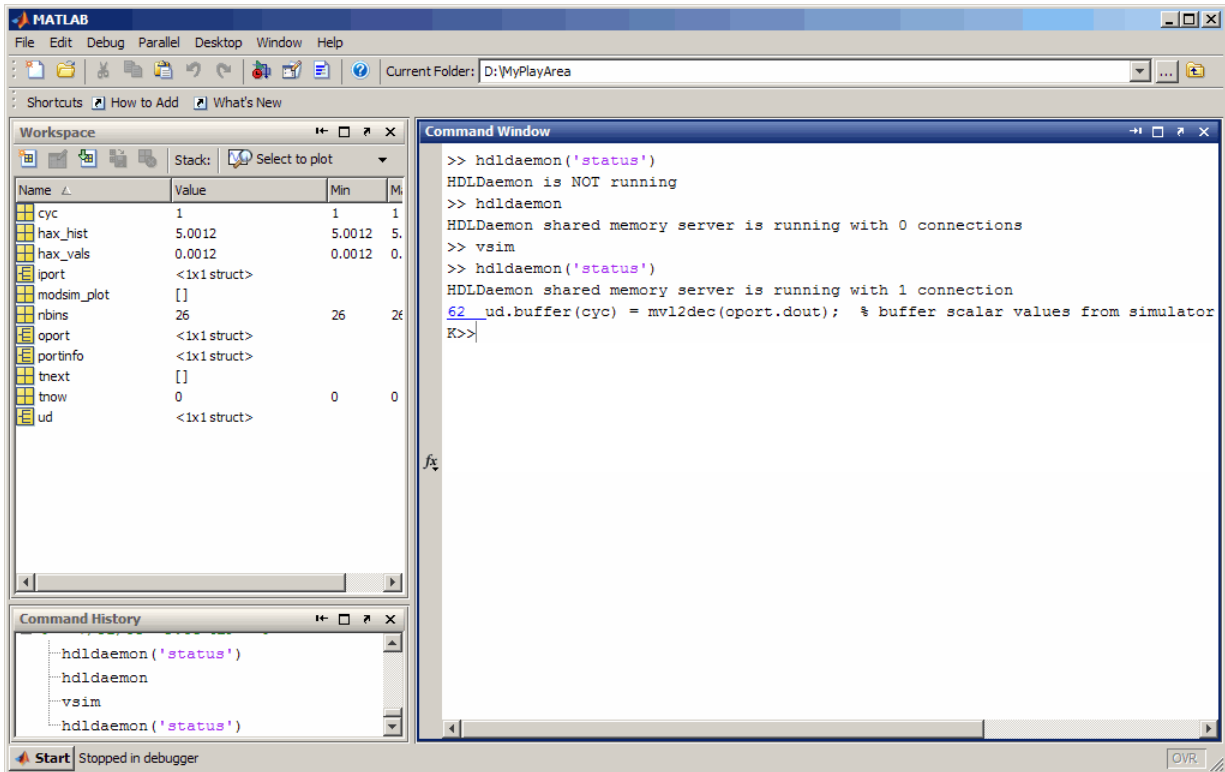 MATLAB
File Edit Debug Parallel Desktop Window Help
Current Folder: D:\MyPlayArea
Shortcuts How to Add What's New
Workspace
Stack: Select to plot
Name Value Min Ma
cyc 1 1 1
hax_hist 5.0012 5.0012 5.
hax_vals 0.0012 0.0012 0.
iport <1x1 struct>
modsim_plot []
nbins 26 26 26
oport <1x1 struct>
portinfo <1x1 struct>
tnext []
tnow 0 0 0
ud <1x1 struct>
Command History
hdldaemon('status')
hdldaemon
vsim
hdldaemon('status')
Command Window
>> hdldaemon('status')
HDLDaemon is NOT running
>> hdldaemon
HDLDaemon shared memory server is running with 0 connections
>> vsim
>> hdldaemon('status')
HDLDaemon shared memory server is running with 1 connection
62 ud.buffer(cyc) = mvl2dec(oport.dout); % buffer scalar values from simulator
K>>
fx
Start Stopped in debugger
OVR